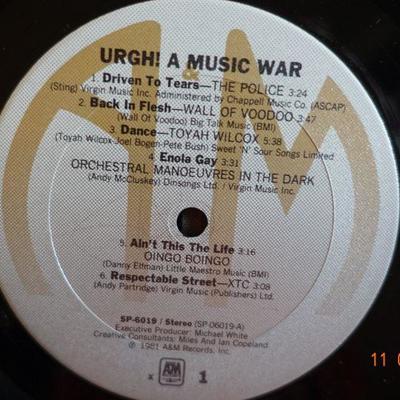 URGH! A MUSIC WAR
1. Driven To Tears—THE POLICE 3:24
(Sting) Virgin Music Inc. Administered by Chappell Music Co. (ASCAP)
2. Back In Flesh—WALL OF VOODOO 3:47
(Wall Of Voodoo) Big Talk Music (BMI)
3. Dance—TOYAH WILCOX 5:38
(Toyah Wilcox-Joel Bogen-Pete Bush) Sweet 'N' Sour Songs Limited
4. Enola Gay 3:31
ORCHESTRAL MANOEUVRES IN THE DARK
(Andy McCluskey) Dinsongs Ltd. / Virgin Music Inc.
5. Ain't This The Life 3:16
OINGO BOINGO
(Danny Elfman) Little Maestro Music (BMI)
6. Respectable Street—XTC 3:08
(Andy Partridge) Virgin Music (Publishers) Ltd.
SP-6019 / Stereo (SP-06019-A)
Executive Producer: Michael White
Creative Consultants: Miles And Ian Copeland
℗ 1981 A&M Records, Inc.
x A&M 1
11